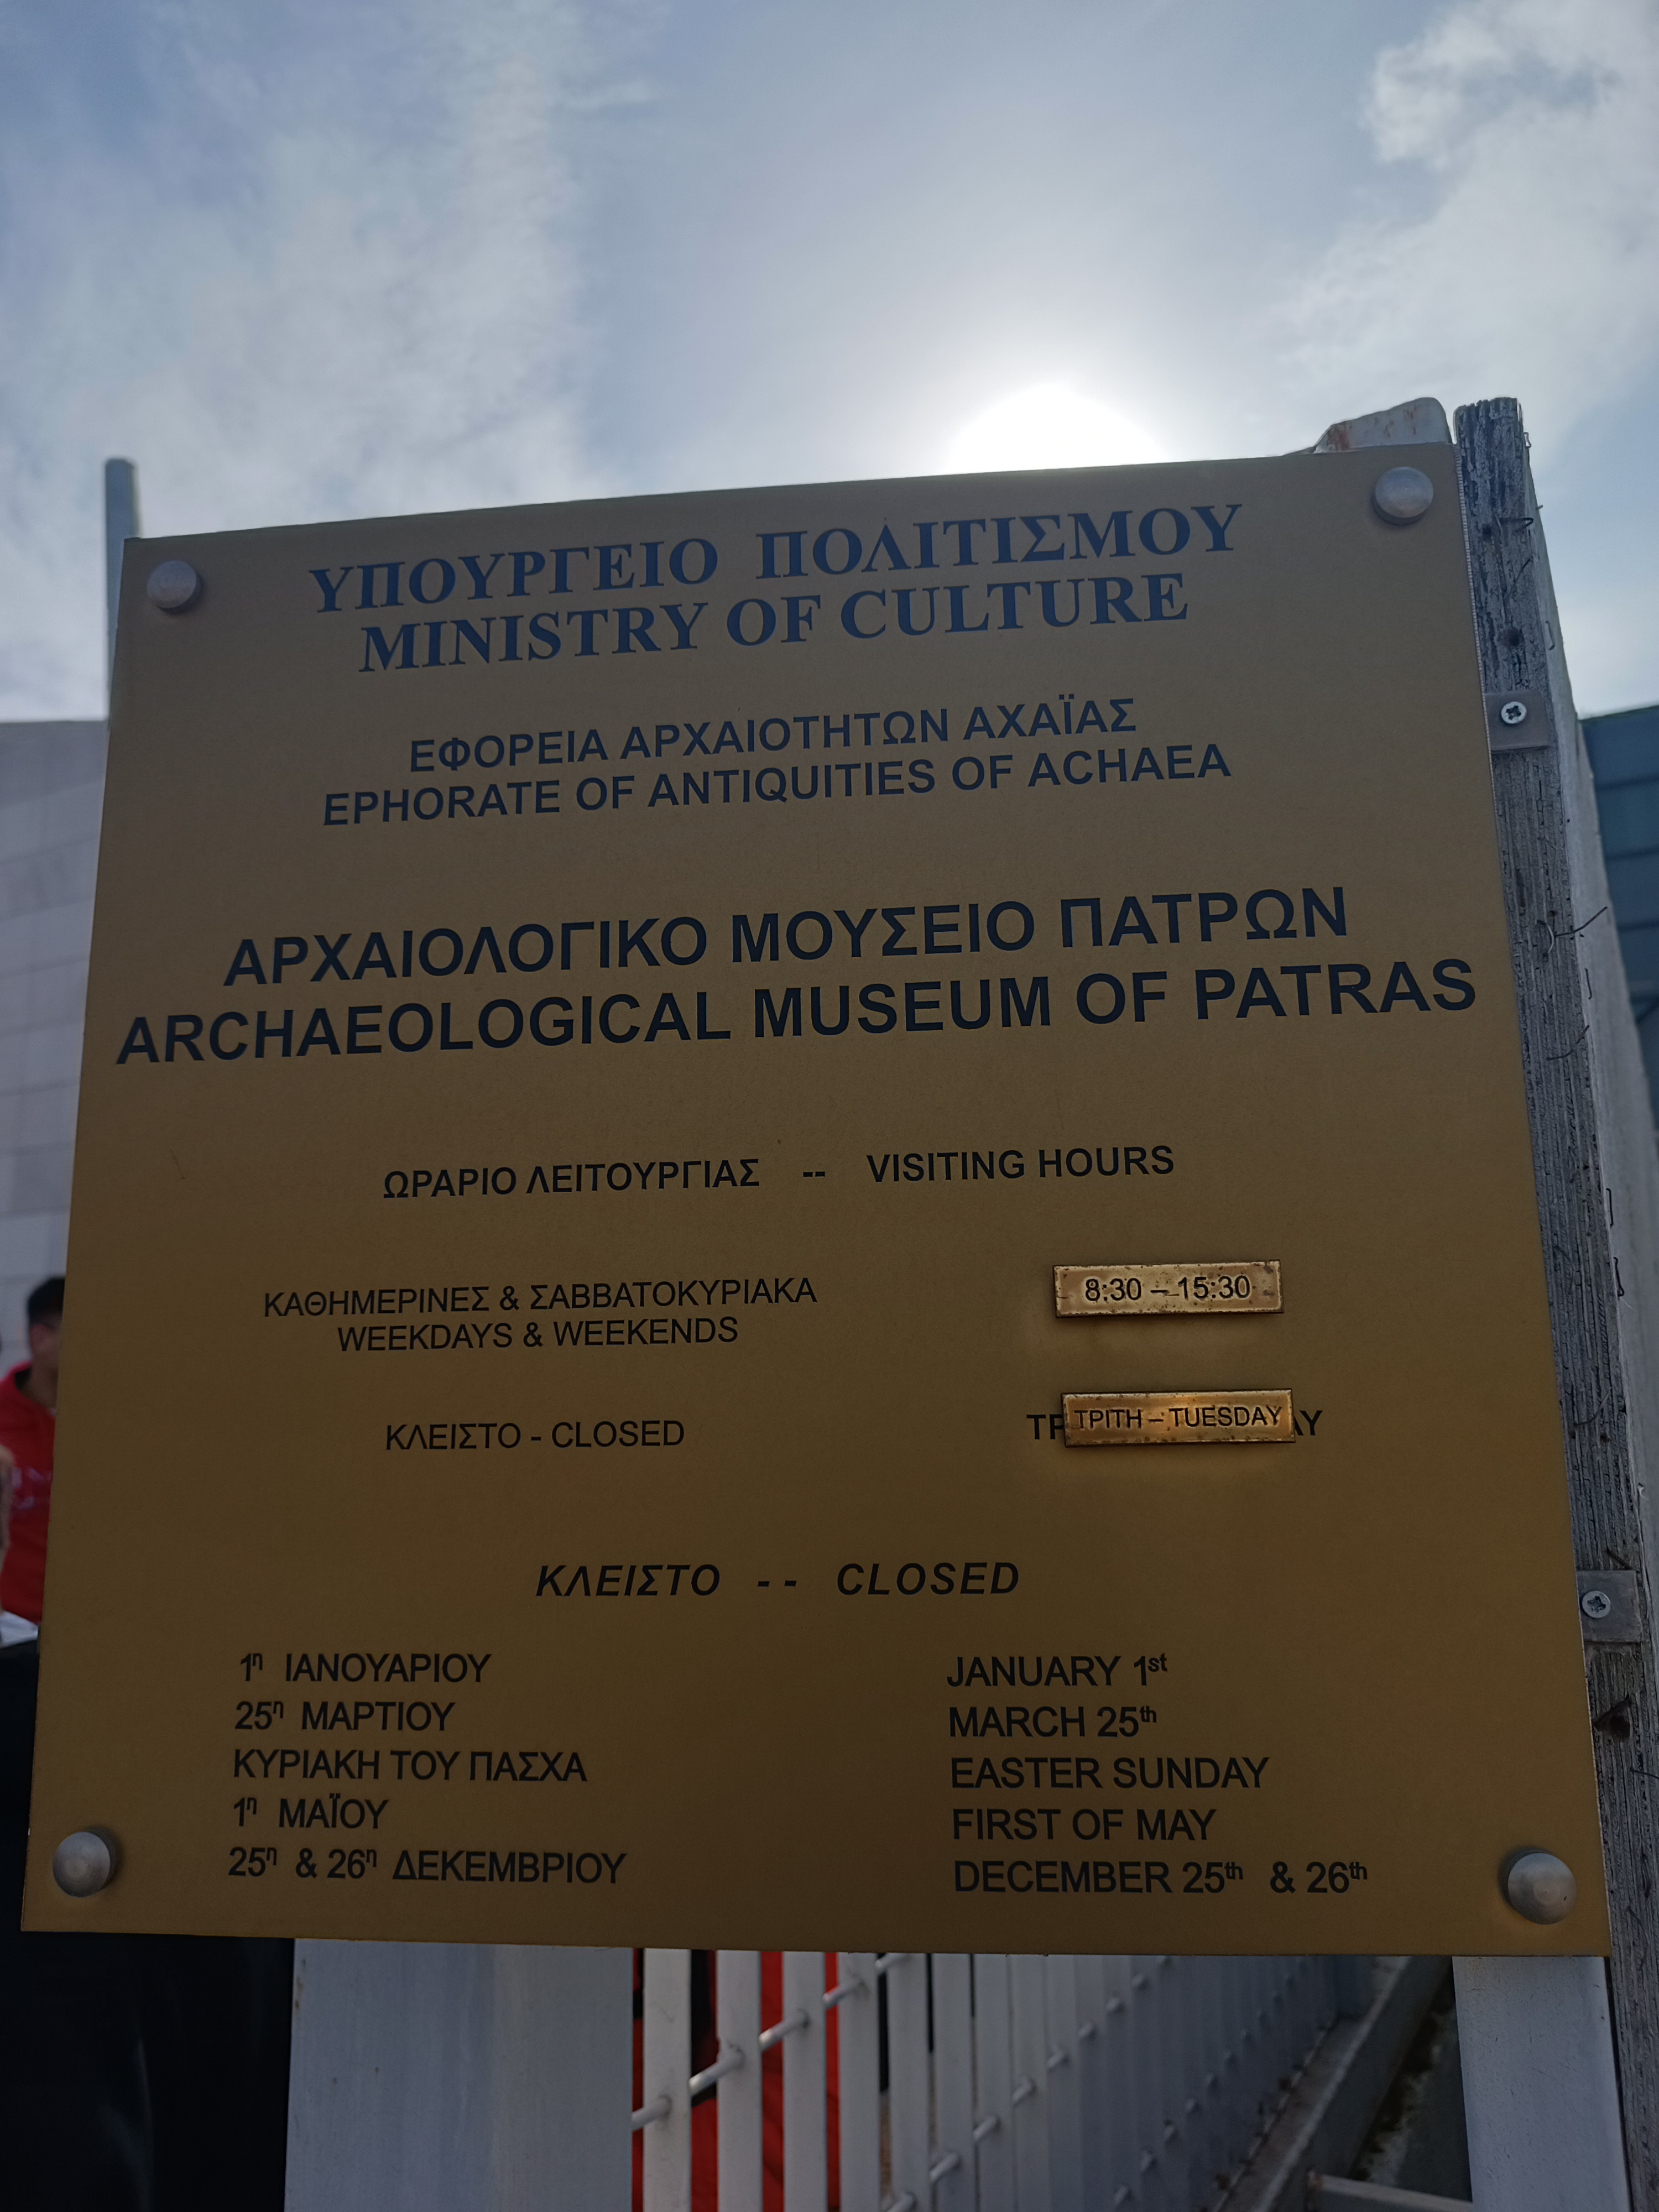 ΥΠΟΥΡΓΕΙΟ ΠΟΛΙΤΙΣΜΟΥ
MINISTRY OF CULTURE
ΕΦΟΡΕΙΑ ΑΡΧΑΙΟΤΗΤΩΝ ΑΧΑΪΑΣ
EPHORATE OF ANTIQUITIES OF ACHAEA
ΑΡΧΑΙΟΛΟΓΙΚΟ ΜΟΥΣΕΙΟ ΠΑΤΡΩΝ
ARCHAEOLOGICAL MUSEUM OF PATRAS
ΩΡΑΡΙΟ ΛΕΙΤΟΥΡΓΙΑΣ -- VISITING HOURS
ΚΑΘΗΜΕΡΙΝΕΣ & ΣΑΒΒΑΤΟΚΥΡΙΑΚΑ 8:30 – 15:30
WEEKDAYS & WEEKENDS
ΚΛΕΙΣΤΟ - CLOSED ΤΡΙΤΗ – TUESDAY
ΚΛΕΙΣΤΟ -- CLOSED
1η ΙΑΝΟΥΑΡΙΟΥ JANUARY 1st
25η ΜΑΡΤΙΟΥ MARCH 25th
ΚΥΡΙΑΚΗ ΤΟΥ ΠΑΣΧΑ EASTER SUNDAY
1η ΜΑΪΟΥ FIRST OF MAY
25η & 26η ΔΕΚΕΜΒΡΙΟΥ DECEMBER 25th & 26th